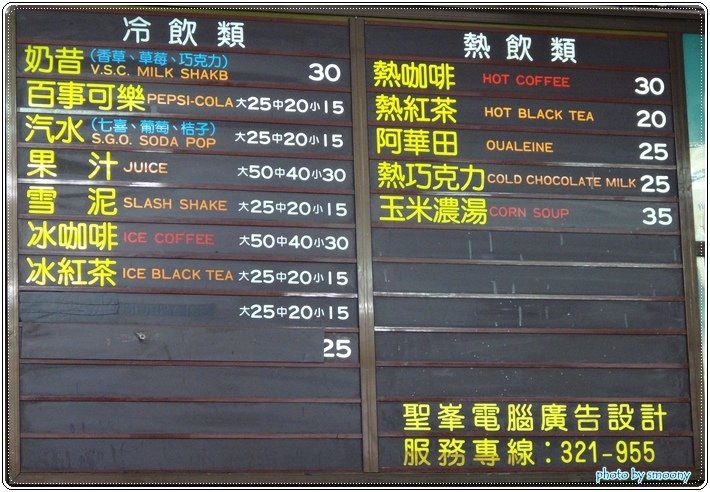 冷飲類
奶昔(香草、草莓、巧克力) V.S.C. MILK SHAKB 30
百事可樂 PEPSI-COLA 大25中20小15
汽水(七喜、葡萄、桔子) S.G.O. SODA POP 大25中20小15
果 汁 JUICE 大50中40小30
雪 泥 SLASH SHAKE 大25中20小15
冰咖啡 ICE COFFEE 大50中40小30
冰紅茶 ICE BLACK TEA 大25中20小15
大25中20小15
25
熱飲類
熱咖啡 HOT COFFEE 30
熱紅茶 HOT BLACK TEA 20
阿華田 OUALEINE 25
熱巧克力 COLD CHOCOLATE MILK 25
玉米濃湯 CORN SOUP 35
聖峯電腦廣告設計
服務專線：321-955
photo by smoony